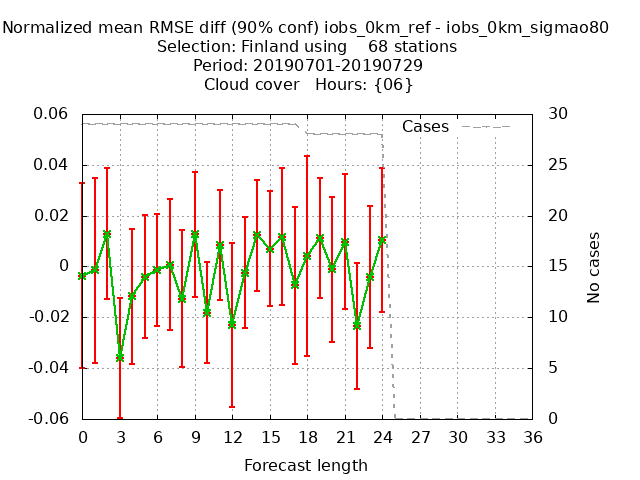 Normalized mean RMSE diff (90% conf) iobs_0km_ref - iobs_0km_sigmao80
Selection: Finland using    68 stations
Period: 20190701-20190729
Cloud cover   Hours: {06}
Cases
0.06
0.04
0.02
0
-0.02
-0.04
-0.06
30
25
20
15
10
5
0
No cases
0 3 6 9 12 15 18 21 24 27 30 33 36
Forecast length